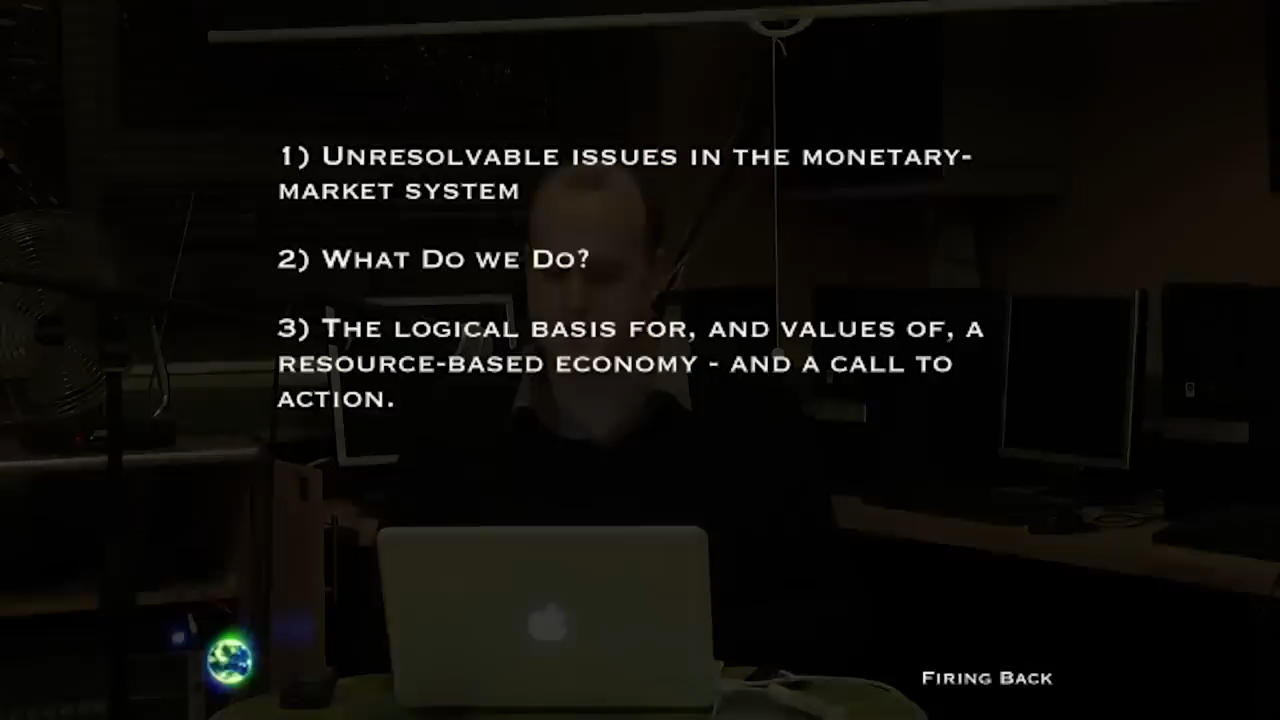 1) Unresolvable issues in the monetary-
market system
2) What Do we Do?
3) The logical basis for, and values of, a
resource-based economy - and a call to
action.
Firing Back